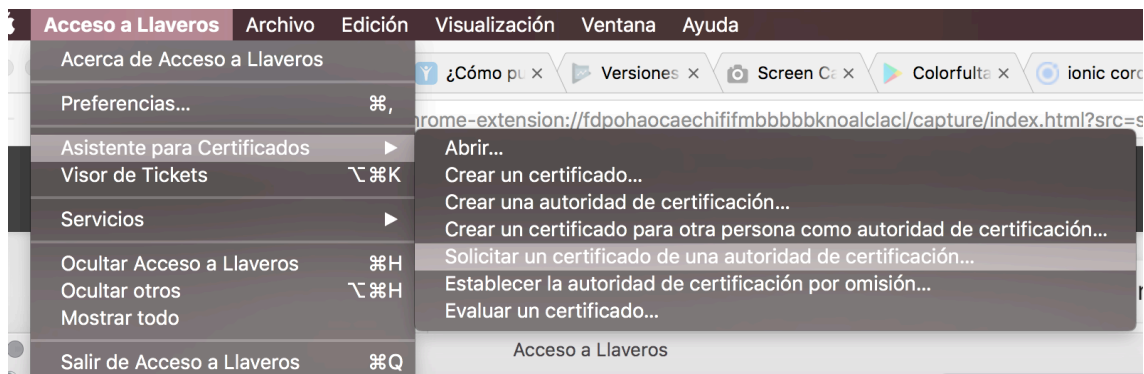 Acceso a Llaveros Archivo Edición Visualización Ventana Ayuda
¿Cómo Versiones Screen Colorfulta ionic
chrome-extension://fdpohaocaechififmbbbbbknoalclacl/capture/index.html?src=s
Acerca de Acceso a Llaveros
Preferencias... ⌘,
Asistente para Certificados ▶
Visor de Tickets ⌥⌘K
Servicios ▶
Ocultar Acceso a Llaveros ⌘H
Ocultar otros ⌥⌘H
Mostrar todo
Salir de Acceso a Llaveros ⌘Q
Abrir...
Crear un certificado...
Crear una autoridad de certificación...
Crear un certificado para otra persona como autoridad de certificación...
Solicitar un certificado de una autoridad de certificación...
Establecer la autoridad de certificación por omisión...
Evaluar un certificado...
Acceso a Llaveros